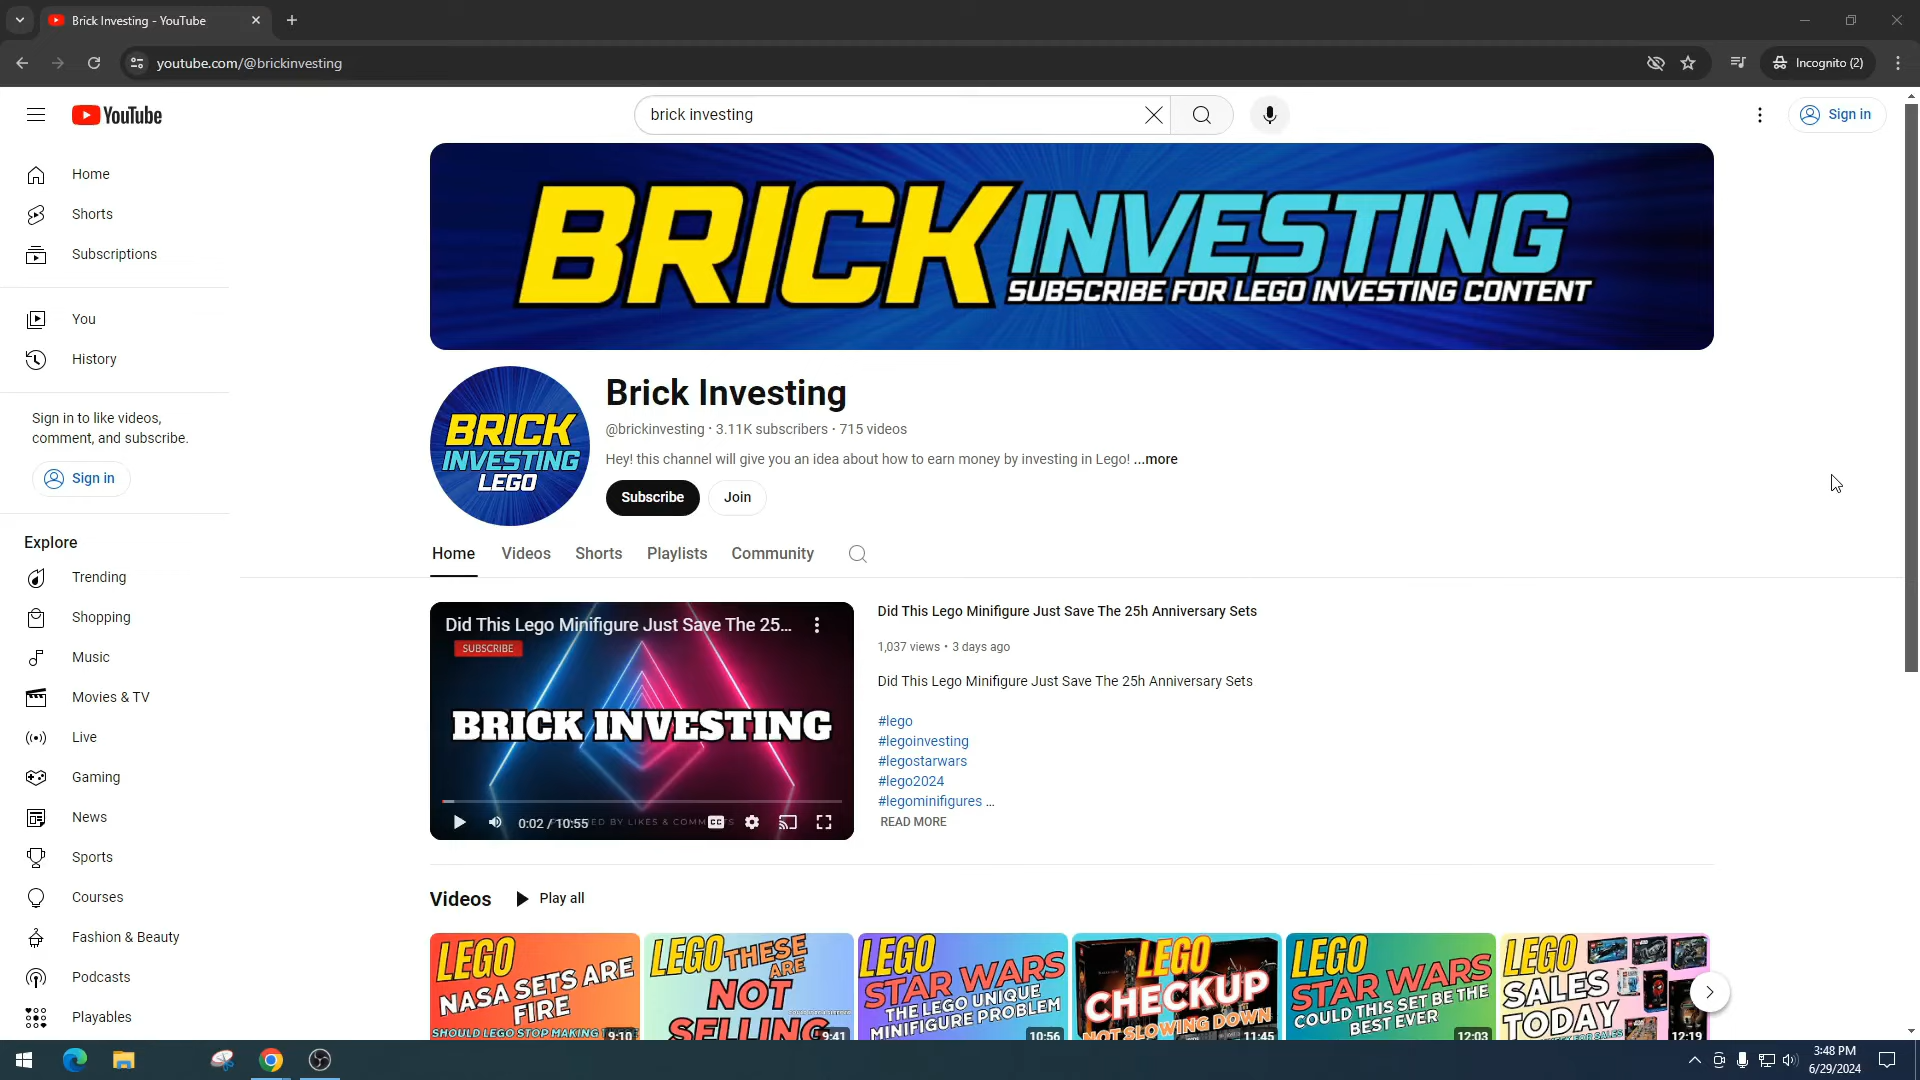 Brick Investing - YouTube
youtube.com/@brickinvesting
Incognito (2)
YouTube
brick investing
Sign in
Home
Shorts
Subscriptions
You
History
Sign in to like videos,
comment, and subscribe.
Sign in
Explore
Trending
Shopping
Music
Movies & TV
Live
Gaming
News
Sports
Courses
Fashion & Beauty
Podcasts
Playables
BRICK INVESTING
SUBSCRIBE FOR LEGO INVESTING CONTENT
BRICK
INVESTING
LEGO
Brick Investing
@brickinvesting · 3.11K subscribers · 715 videos
Hey! this channel will give you an idea about how to earn money by investing in Lego! ...more
Subscribe
Join
Home
Videos
Shorts
Playlists
Community
Did This Lego Minifigure Just Save The 25...
SUBSCRIBE
BRICK INVESTING
0:02 / 10:55
CC
Did This Lego Minifigure Just Save The 25h Anniversary Sets
1,037 views • 3 days ago
Did This Lego Minifigure Just Save The 25h Anniversary Sets
#lego
#legoinvesting
#legostarwars
#lego2024
#legominifigures ...
READ MORE
Videos
Play all
LEGO
NASA SETS ARE
FIRE
SHOULD LEGO STOP MAKING
9:10
LEGO THESE
ARE
NOT
SELLING
9:41
LEGO
STAR WARS
THE LEGO UNIQUE
MINIFIGURE PROBLEM
10:56
LEGO
CHECKUP
NOT SLOWING DOWN
11:45
LEGO
STAR WARS
COULD THIS SET BE THE
BEST EVER
12:03
LEGO
SALES
TODAY
12:19
3:48 PM
6/29/2024